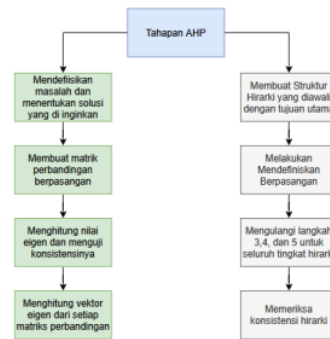 Tahapan AHP
Mendefiisikan
masalah dan
menentukan solusi
yang di inginkan
Membuat matrik
perbandingan
berpasangan
Menghitung nilai
eigen dan menguji
konsistensinya
Menghitung vektor
eigen dari setiap
matriks perbandingan
Membuat Struktur
Hirarki yang diawali
dengan tujuan utama
Melakukan
Mendefiniskan
Berpasangan
Mengulangi langkah
3,4, dan 5 untuk
seluruh tingkat hirarki
Memeriksa
konsistensi hirarki